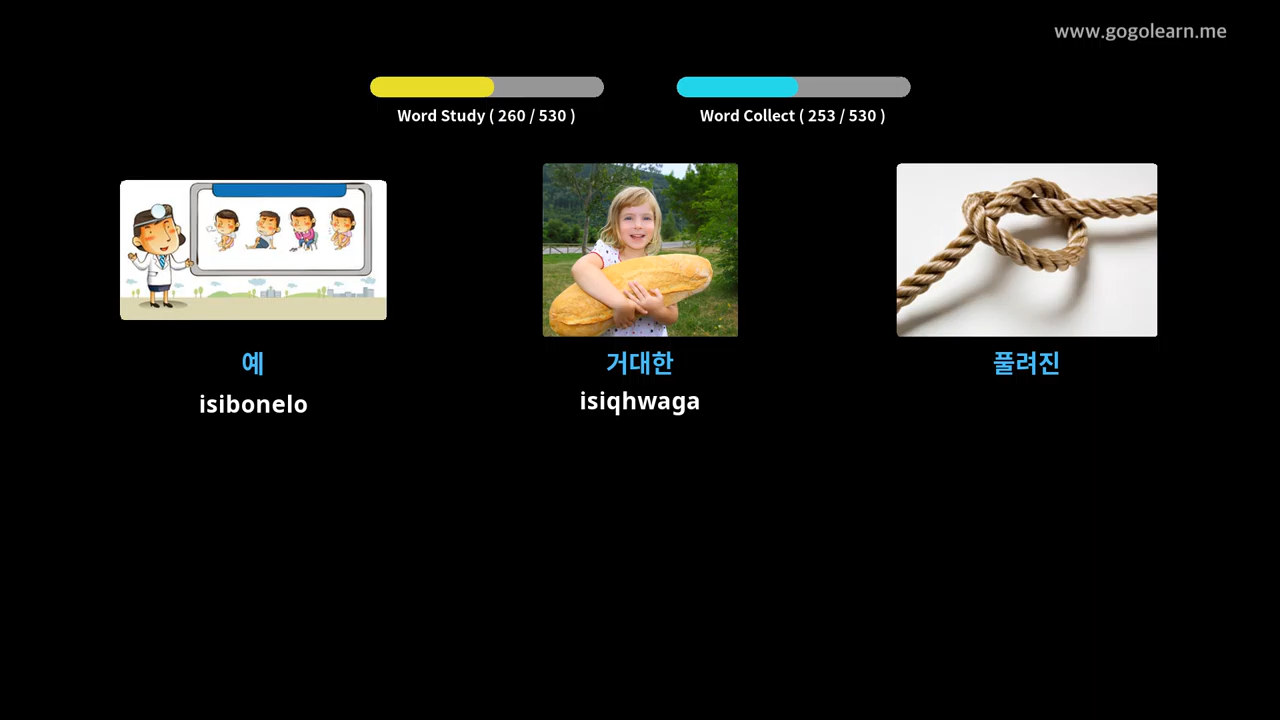 www.gogolearn.me
Word Study ( 260 / 530 )
Word Collect ( 253 / 530 )
예
isibonelo
거대한
isiqhwaga
풀려진